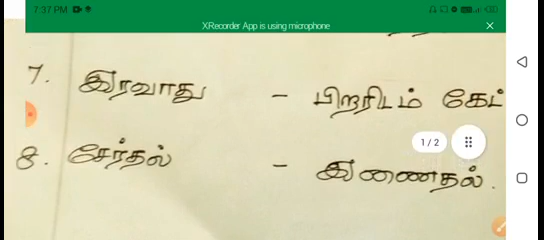 7:37 PM
XRecorder App is using microphone
7. இரவாது - பிறரிடம் கேட்
1 / 2
8. சேர்தல் - இணைதல்.